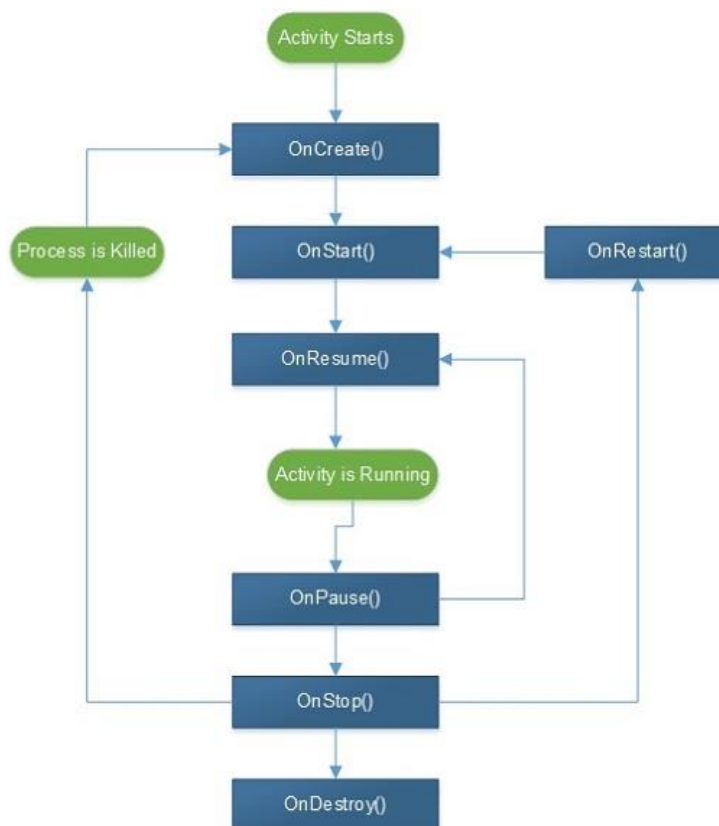 Activity Starts
OnCreate()
Process is Killed
OnStart()
OnRestart()
OnResume()
Activity is Running
OnPause()
OnStop()
OnDestroy()